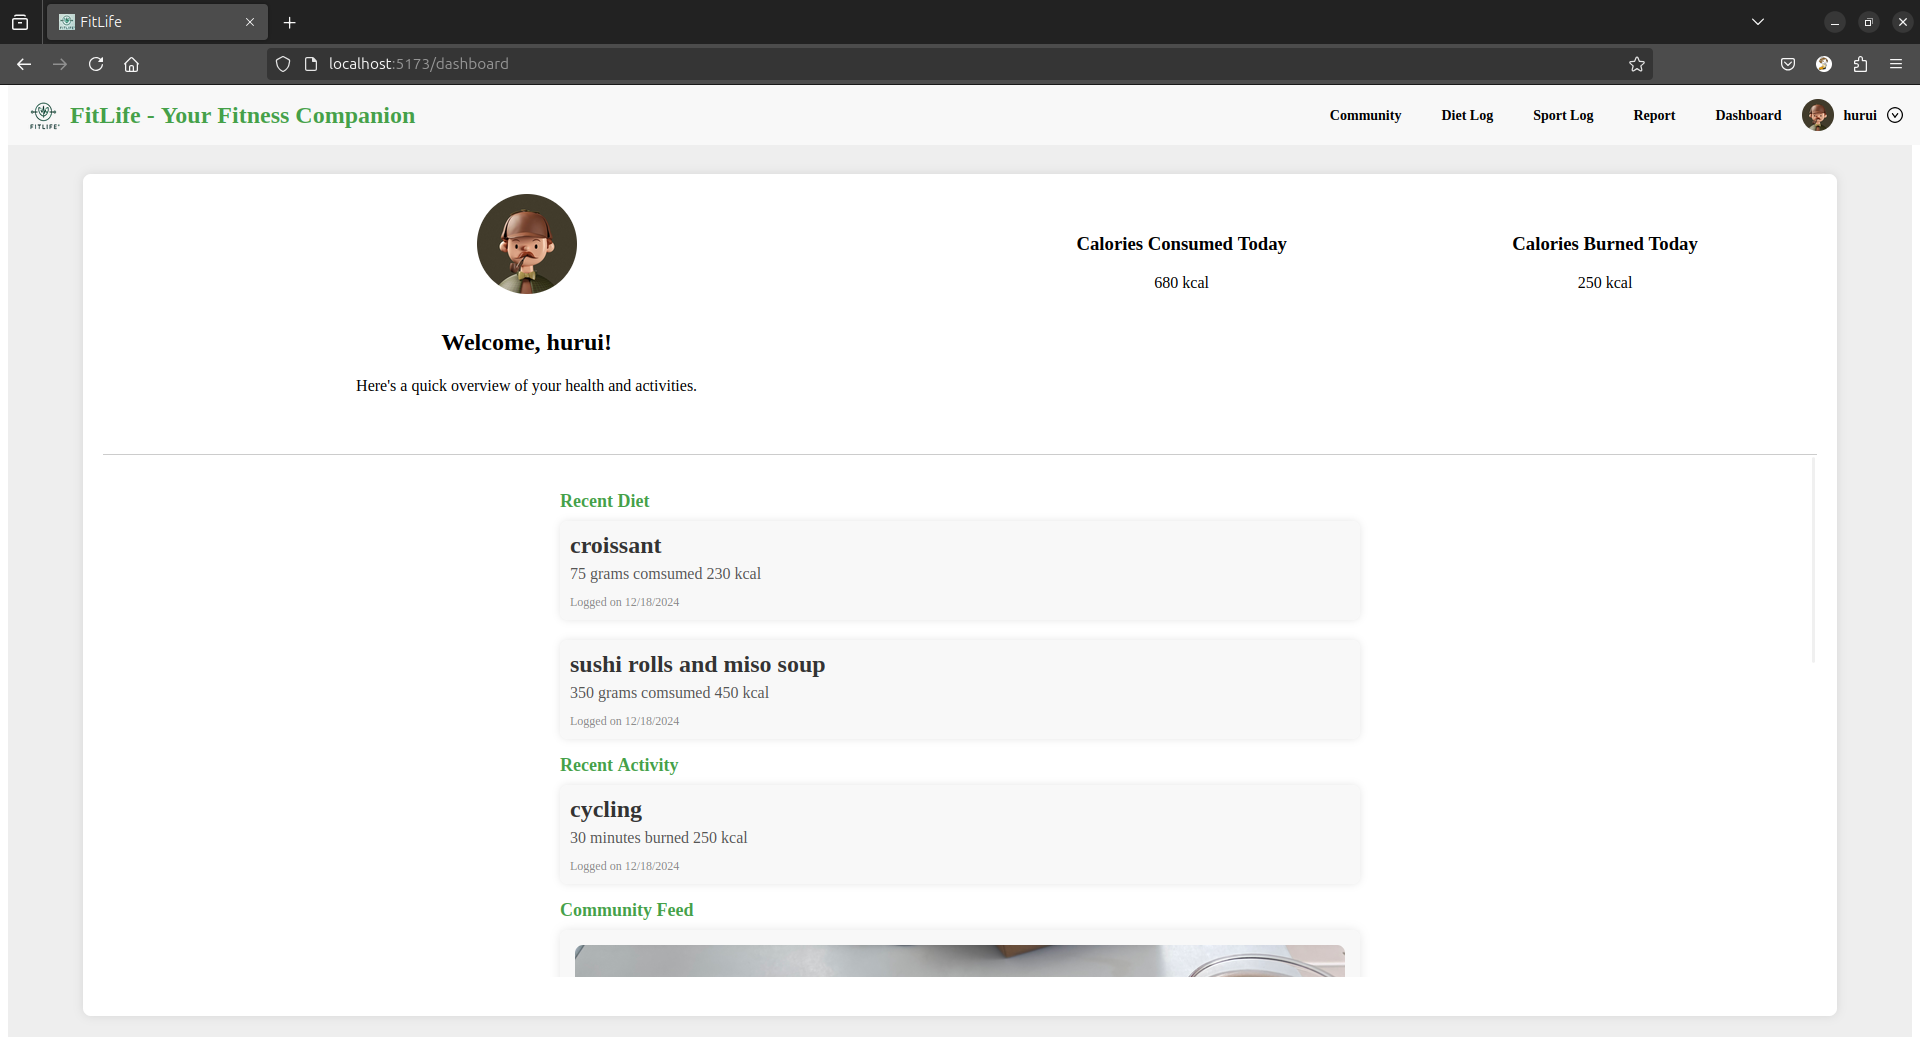 FitLife
localhost:5173/dashboard
FITLIFE
FitLife - Your Fitness Companion
Community
Diet Log
Sport Log
Report
Dashboard
hurui
Calories Consumed Today
680 kcal
Calories Burned Today
250 kcal
Welcome, hurui!
Here's a quick overview of your health and activities.
Recent Diet
croissant
75 grams comsumed 230 kcal
Logged on 12/18/2024
sushi rolls and miso soup
350 grams comsumed 450 kcal
Logged on 12/18/2024
Recent Activity
cycling
30 minutes burned 250 kcal
Logged on 12/18/2024
Community Feed